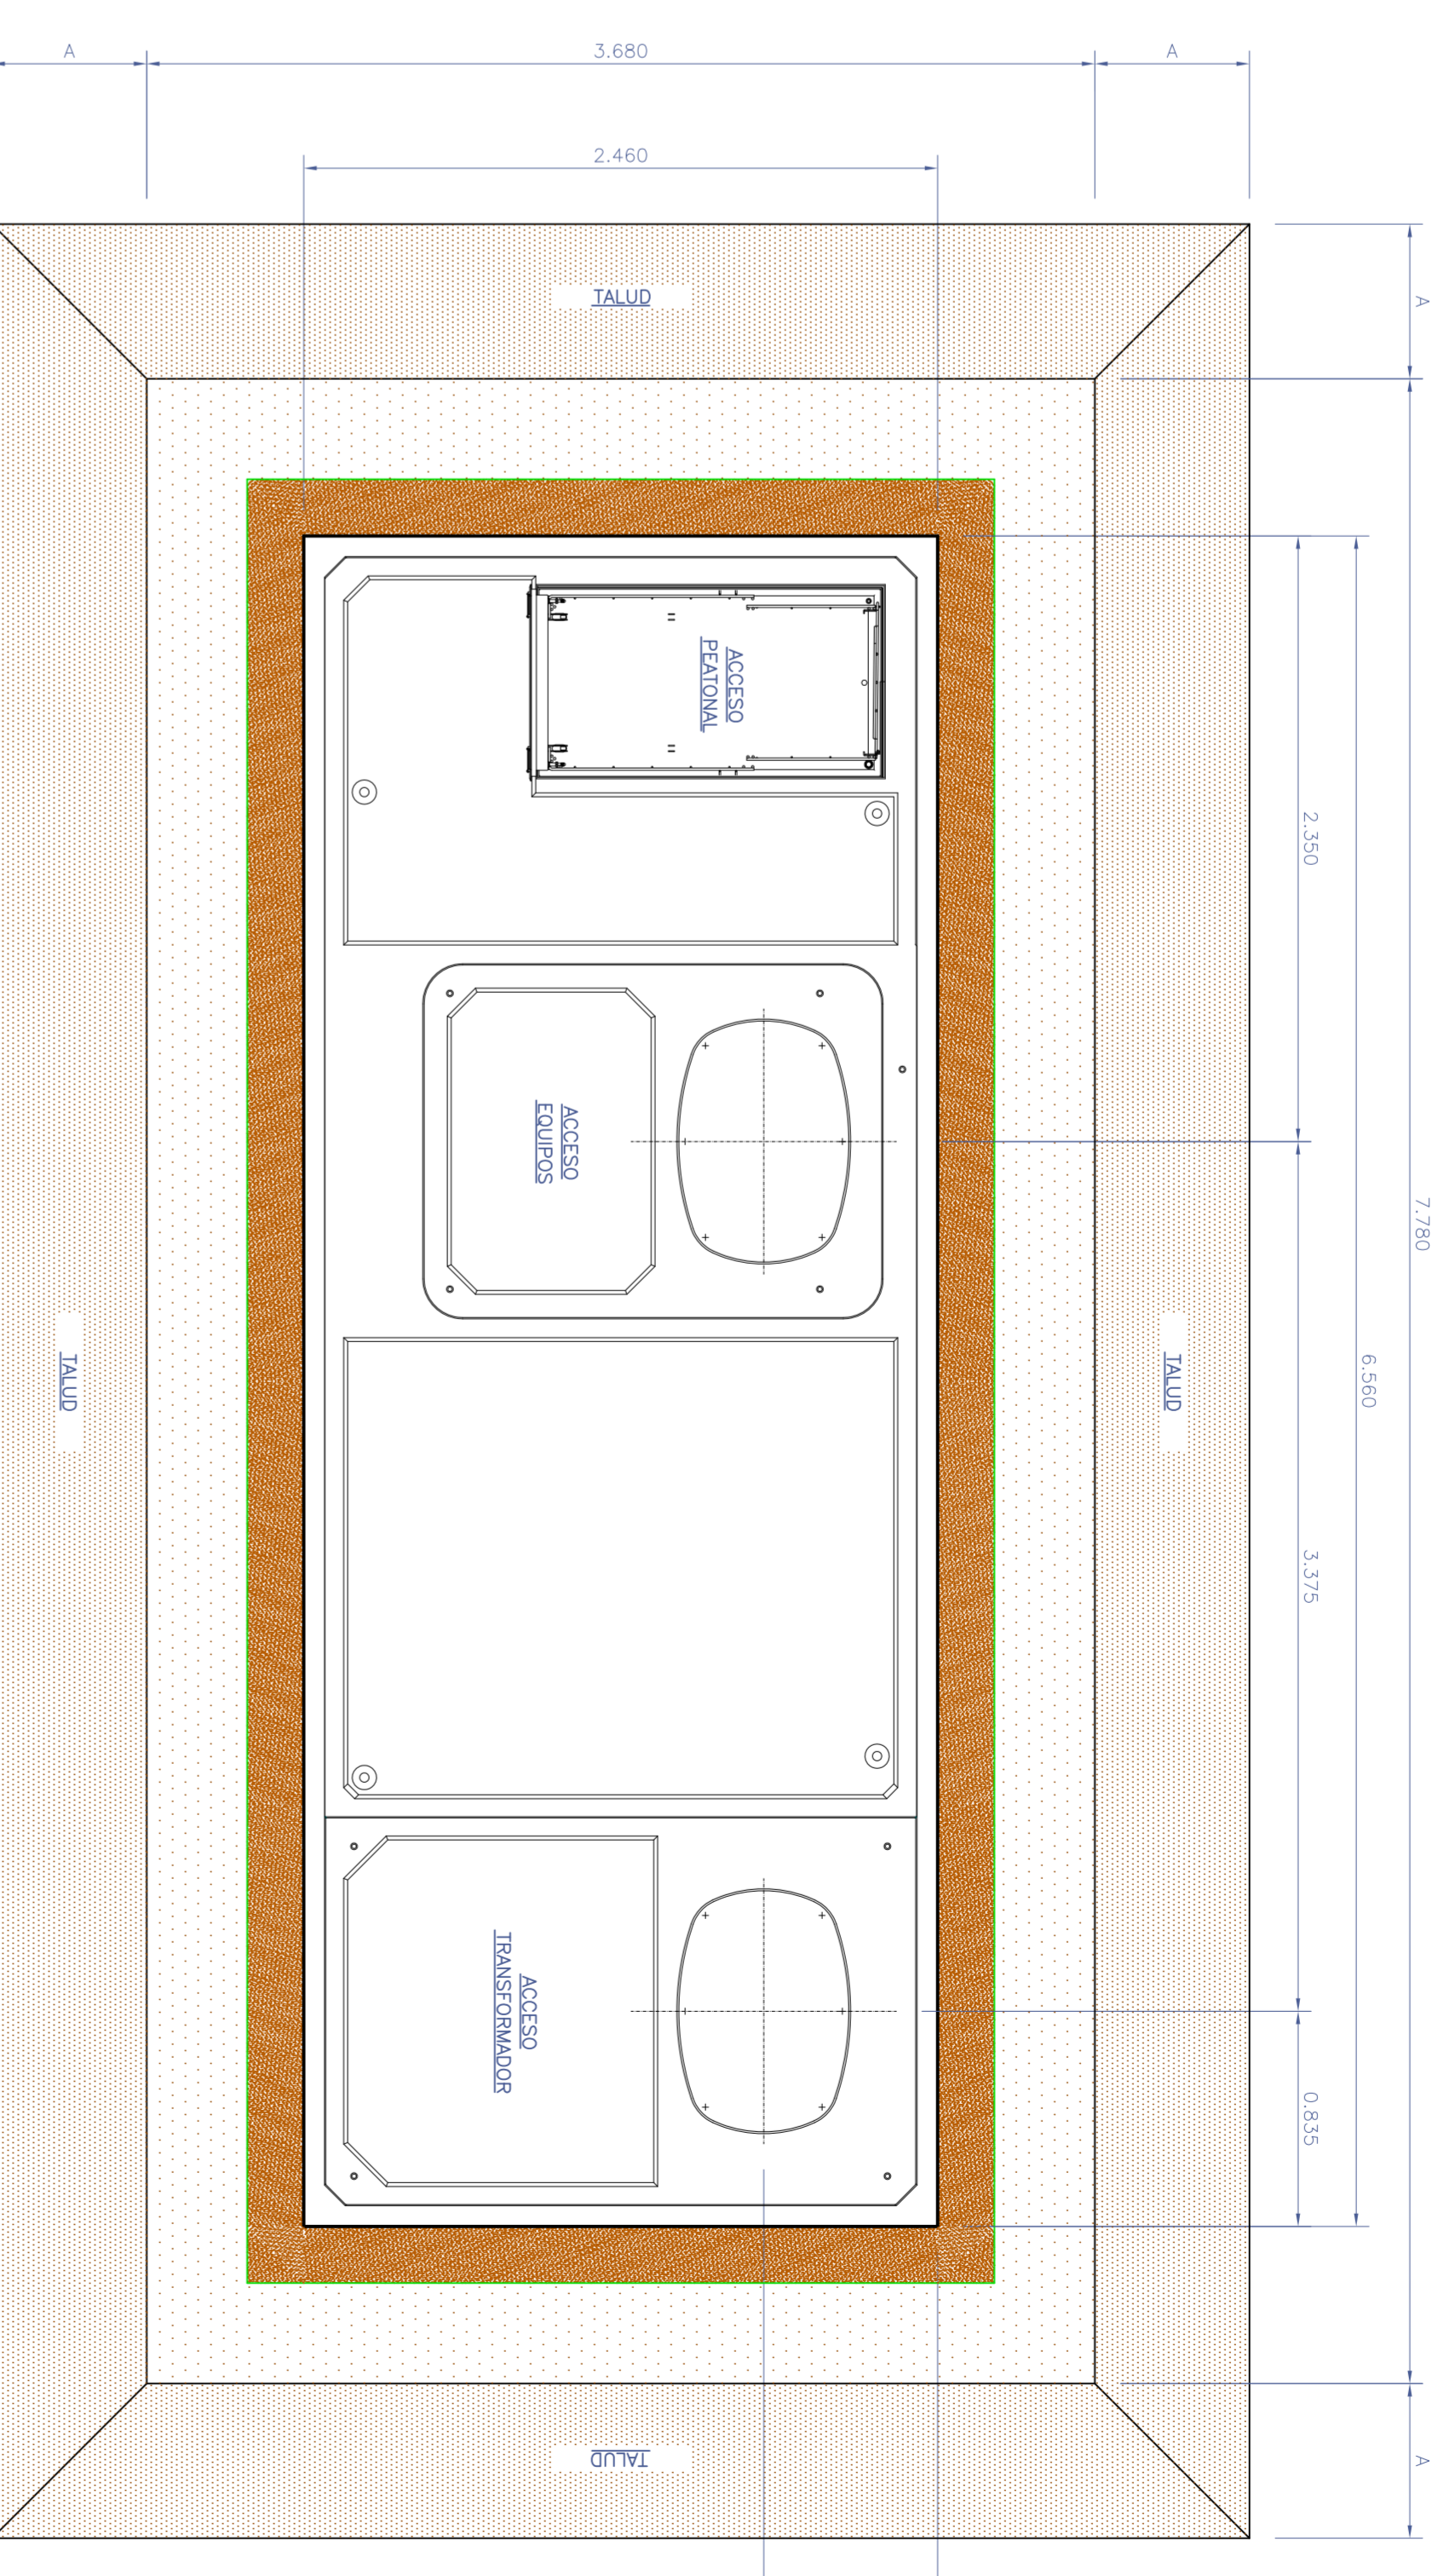 A
3.680
A
2.460
TALUD
A
ACCESO
PEATONAL
2.350
7.780
ACCESO
EQUIPOS
TALUD
TALUD
6.560
3.375
ACCESO
TRANSFORMADOR
0.835
TALUD
A